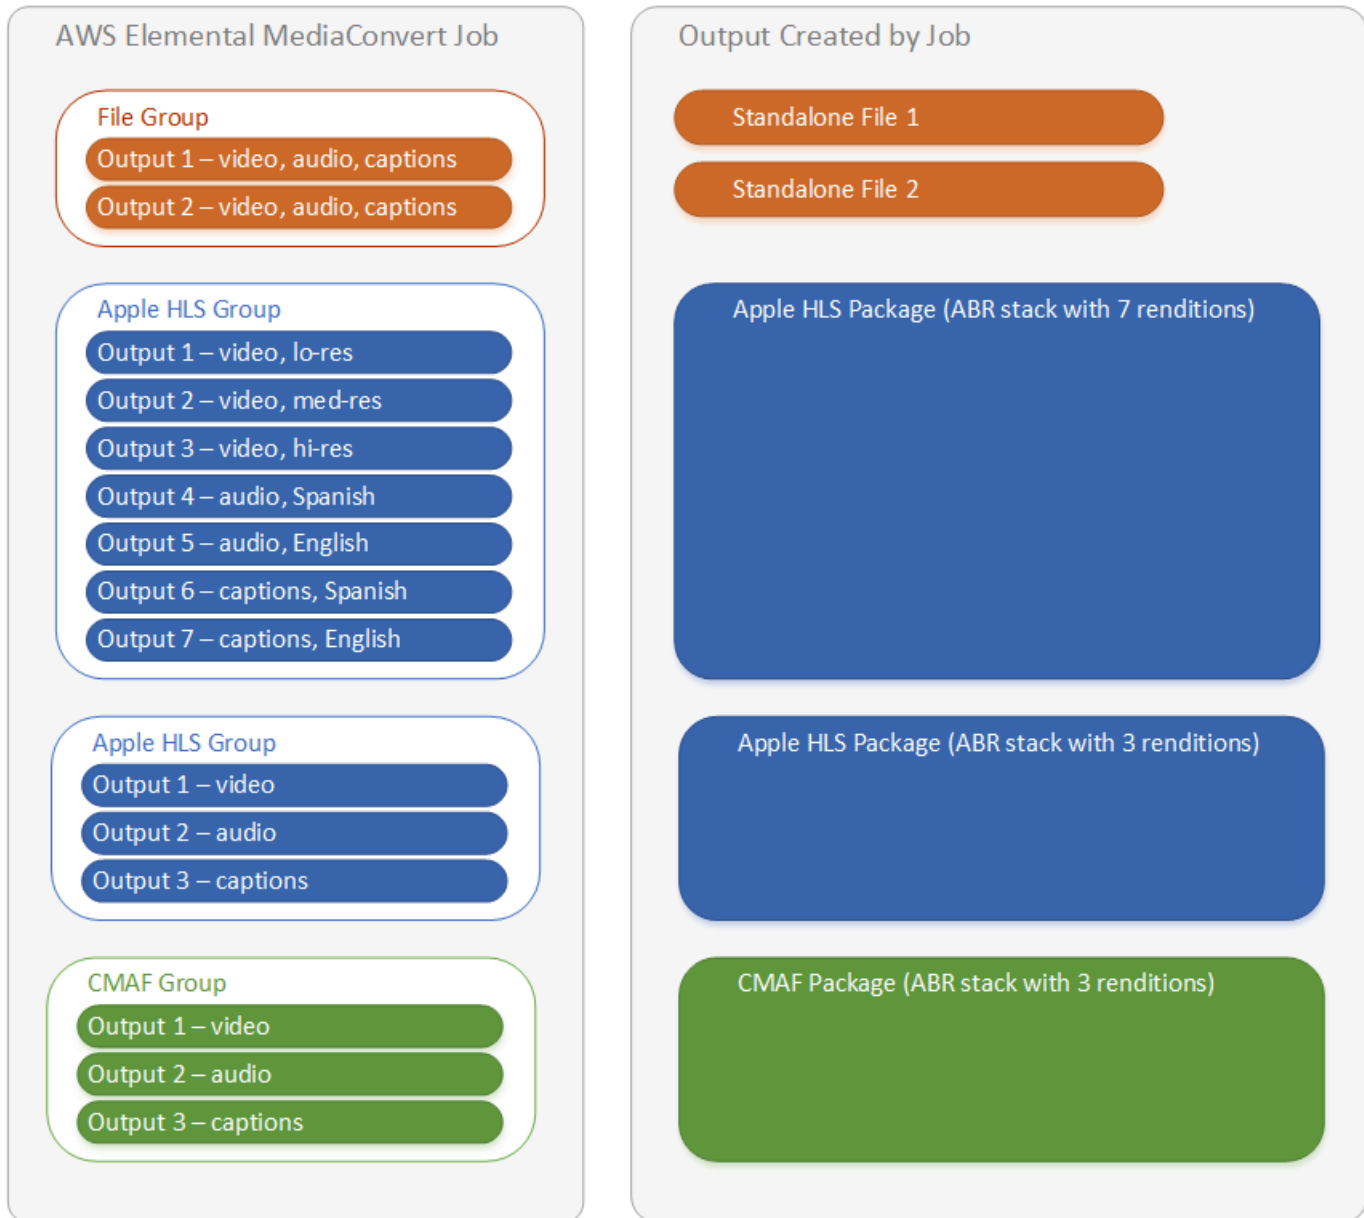 AWS Elemental MediaConvert Job
File Group
Output 1 – video, audio, captions
Output 2 – video, audio, captions
Apple HLS Group
Output 1 – video, lo-res
Output 2 – video, med-res
Output 3 – video, hi-res
Output 4 – audio, Spanish
Output 5 – audio, English
Output 6 – captions, Spanish
Output 7 – captions, English
Apple HLS Group
Output 1 – video
Output 2 – audio
Output 3 – captions
CMAF Group
Output 1 – video
Output 2 – audio
Output 3 – captions
Output Created by Job
Standalone File 1
Standalone File 2
Apple HLS Package (ABR stack with 7 renditions)
Apple HLS Package (ABR stack with 3 renditions)
CMAF Package (ABR stack with 3 renditions)